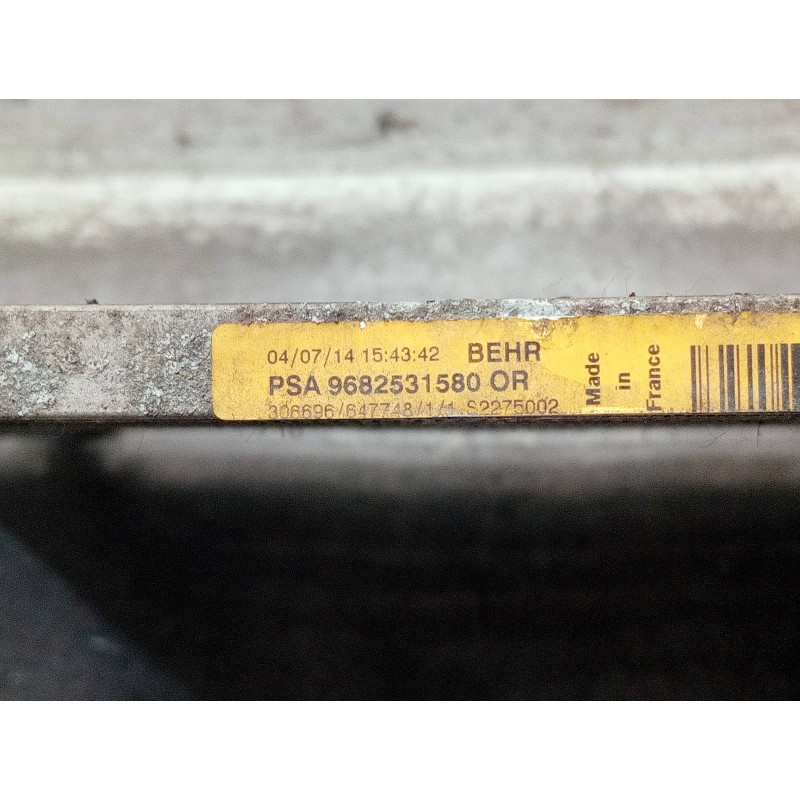 04/07/14 15:43:42 BEHR
PSA 9682531580 OR
306696/647748/1/1 S2275002
Made
in
France